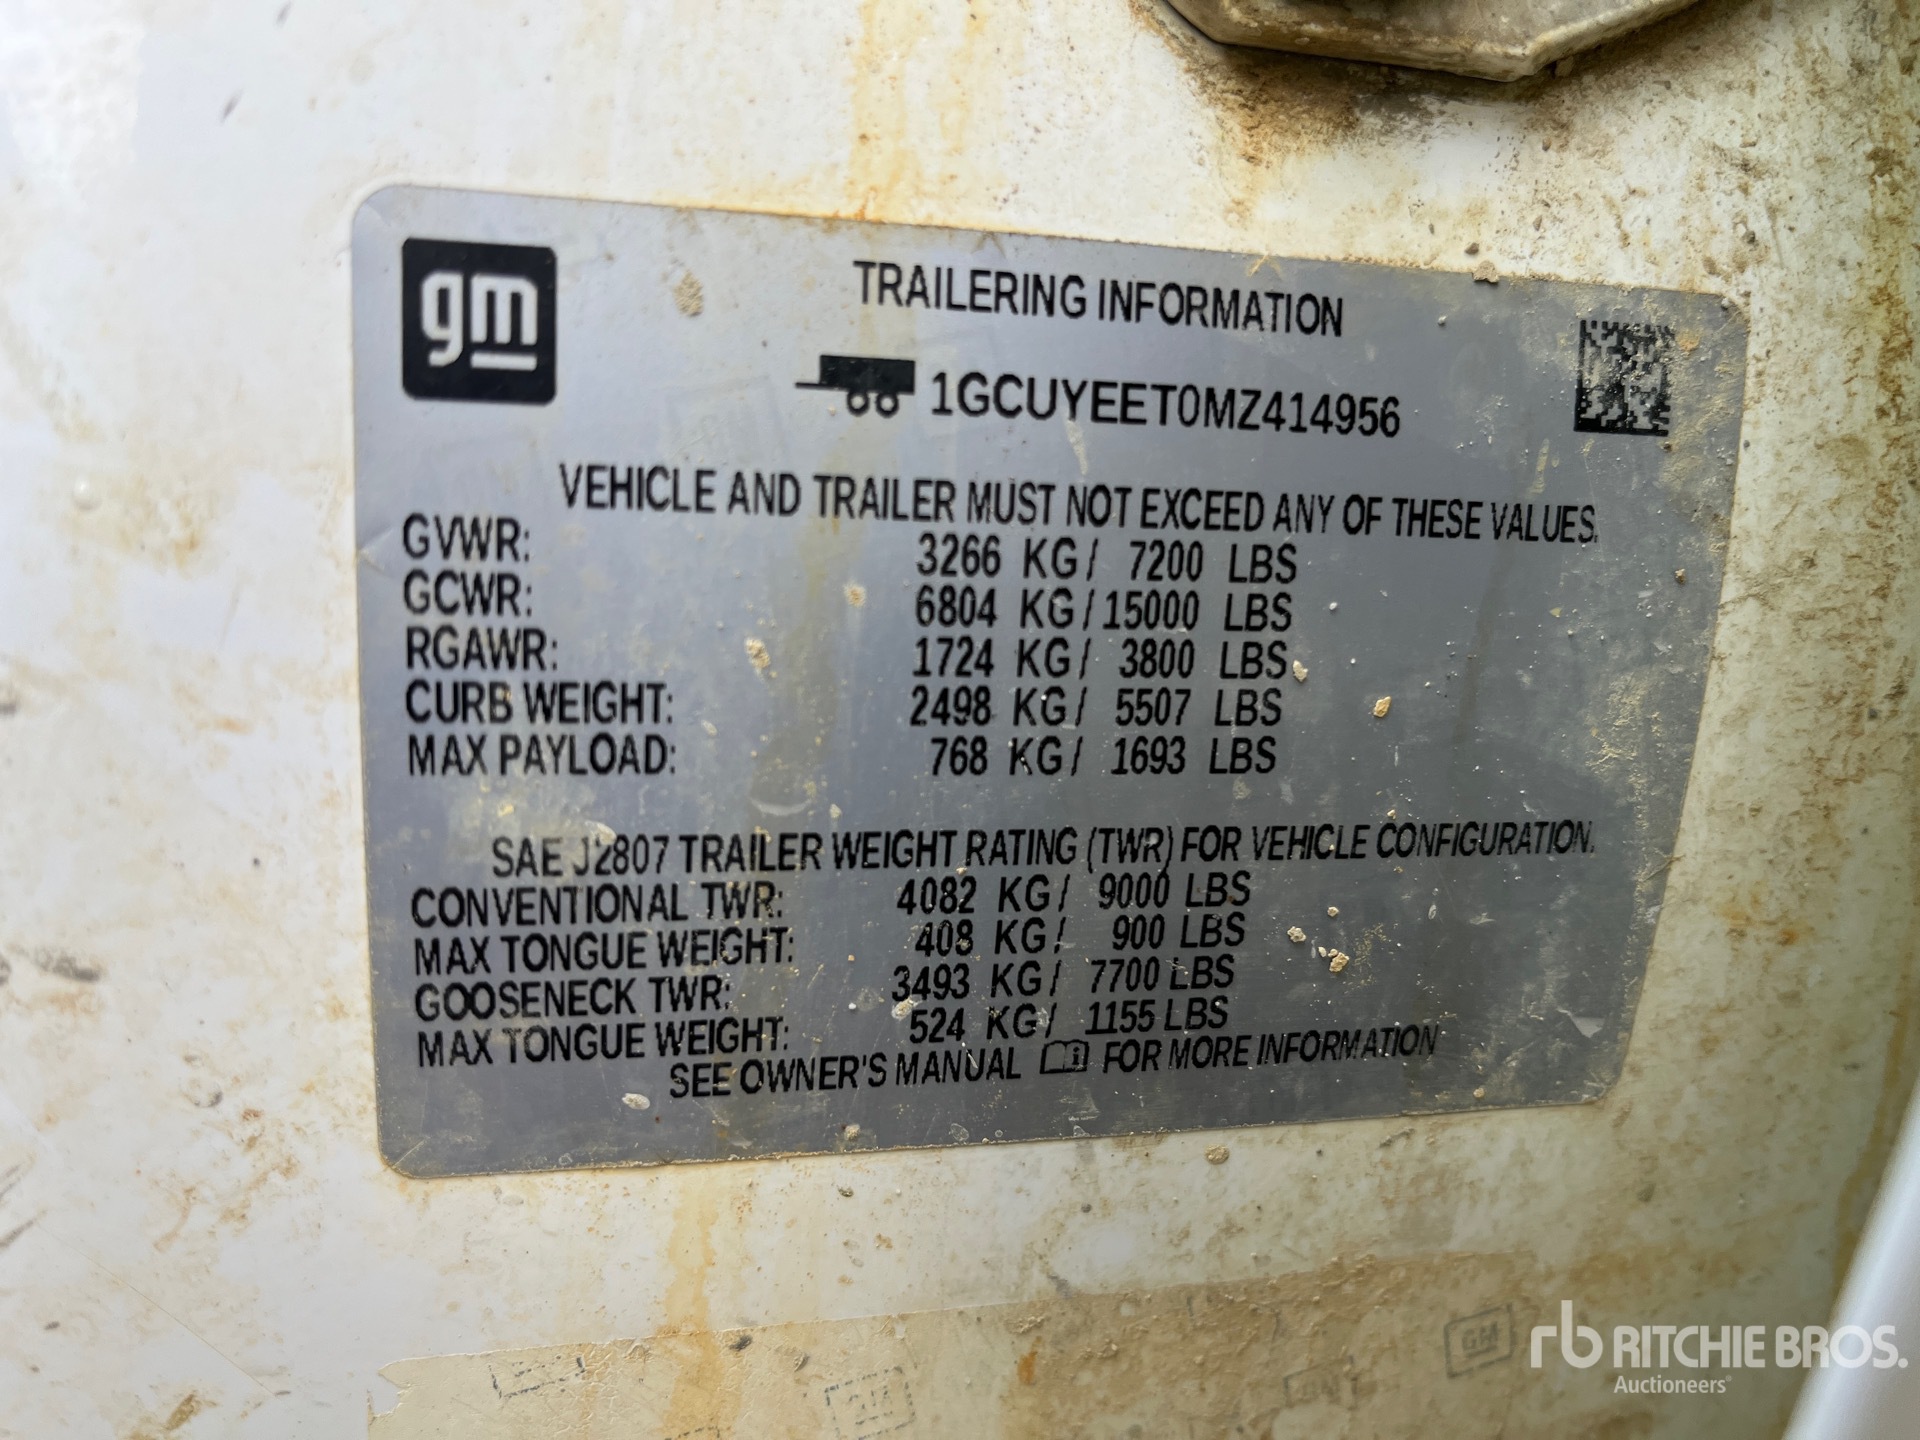 gm
TRAILERING INFORMATION
1GCUYEET0MZ414956
VEHICLE AND TRAILER MUST NOT EXCEED ANY OF THESE VALUES.
GVWR: 3266 KG/ 7200 LBS
GCWR: 6804 KG/15000 LBS
RGAWR: 1724 KG/ 3800 LBS
CURB WEIGHT: 2498 KG/ 5507 LBS
MAX PAYLOAD: 768 KG/ 1693 LBS
SAE J2807 TRAILER WEIGHT RATING (TWR) FOR VEHICLE CONFIGURATION.
CONVENTIONAL TWR: 4082 KG/ 9000 LBS
MAX TONGUE WEIGHT: 408 KG/ 900 LBS
GOOSENECK TWR: 3493 KG/ 7700 LBS
MAX TONGUE WEIGHT: 524 KG/ 1155 LBS
SEE OWNER'S MANUAL FOR MORE INFORMATION
GM
GM
GM
rb RITCHIE BROS.
Auctioneers